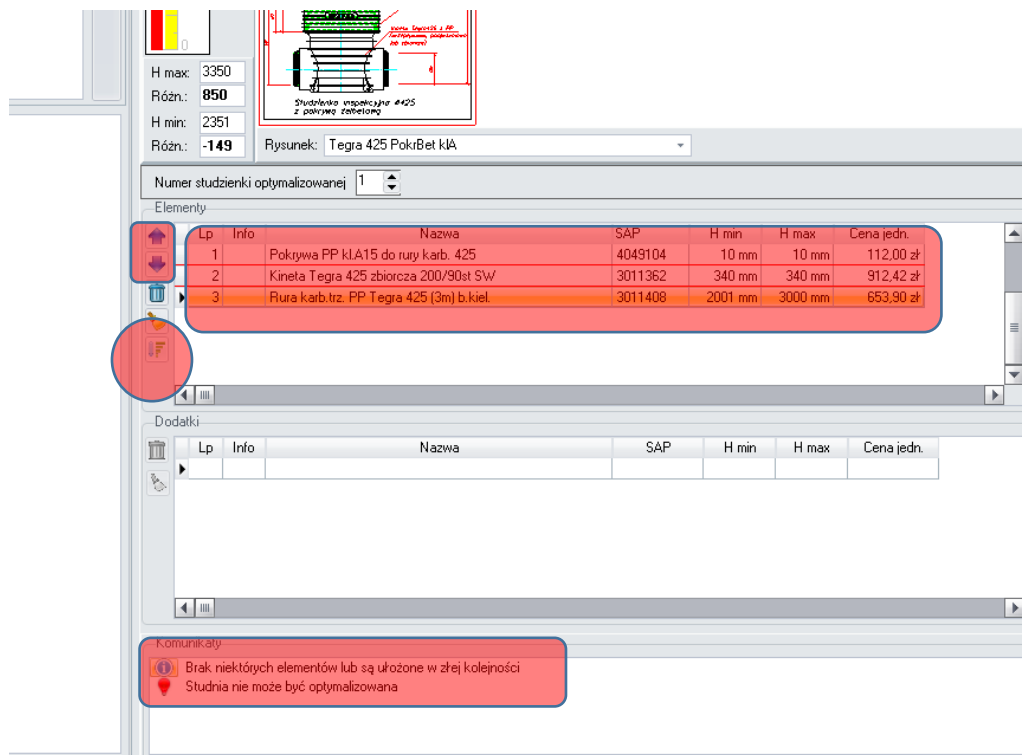 0
H max: 3350
Różn.: 850
H min: 2351
Różn.: -149
Studzienka inspekcyjna ø425
z pokrywą żelbetową
Rysunek: Tegra 425 PokrBet klA
Numer studzienki optymalizowanej 1
Elementy
Lp Info Nazwa SAP H min H max Cena jedn.
1 Pokrywa PP kl.A15 do rury karb. 425 4049104 10 mm 10 mm 112,00 zł
2 Kineta Tegra 425 zbiorcza 200/90st SW 3011362 340 mm 340 mm 912,42 zł
3 Rura karb.trz. PP Tegra 425 (3m) b.kiel. 3011408 2001 mm 3000 mm 653,90 zł
Dodatki
Lp Info Nazwa SAP H min H max Cena jedn.
Komunikaty
Brak niektórych elementów lub są ułożone w złej kolejności
Studnia nie może być optymalizowana